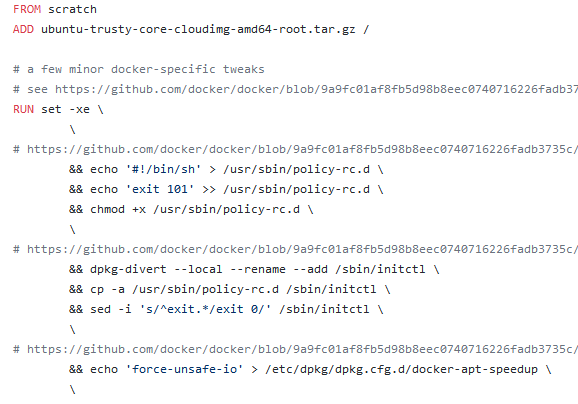 FROM scratch
ADD ubuntu-trusty-core-cloudimg-amd64-root.tar.gz /
# a few minor docker-specific tweaks
# see https://github.com/docker/docker/blob/9a9fc01af8fb5d98b8eec0740716226fadb37
RUN set -xe \
\
# https://github.com/docker/docker/blob/9a9fc01af8fb5d98b8eec0740716226fadb3735c/
&& echo '#!/bin/sh' > /usr/sbin/policy-rc.d \
&& echo 'exit 101' >> /usr/sbin/policy-rc.d \
&& chmod +x /usr/sbin/policy-rc.d \
\
# https://github.com/docker/docker/blob/9a9fc01af8fb5d98b8eec0740716226fadb3735c/
&& dpkg-divert --local --rename --add /sbin/initctl \
&& cp -a /usr/sbin/policy-rc.d /sbin/initctl \
&& sed -i 's/^exit.*/exit 0/' /sbin/initctl \
\
# https://github.com/docker/docker/blob/9a9fc01af8fb5d98b8eec0740716226fadb3735c/
&& echo 'force-unsafe-io' > /etc/dpkg/dpkg.cfg.d/docker-apt-speedup \
\